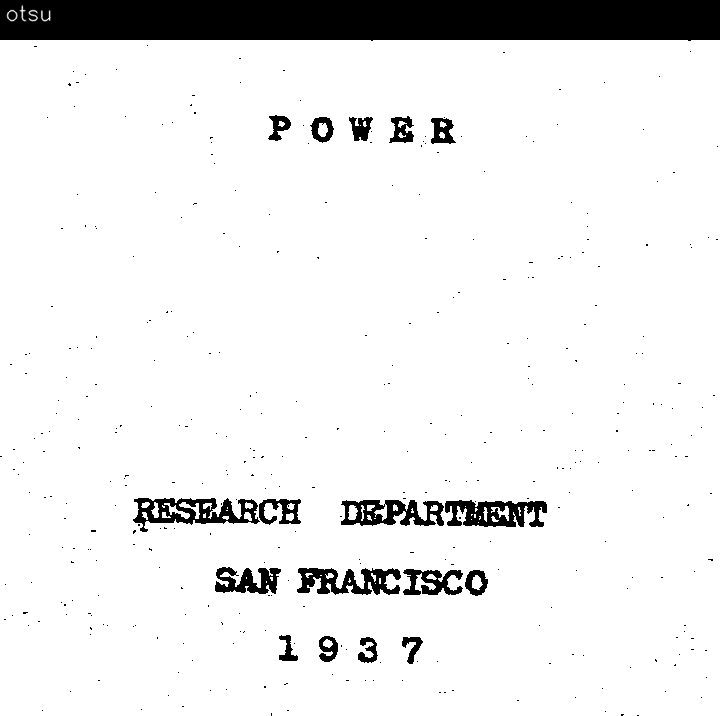 otsu
P O W E R
RESEARCH DEPARTMENT
SAN FRANCISCO
1 9 3 7